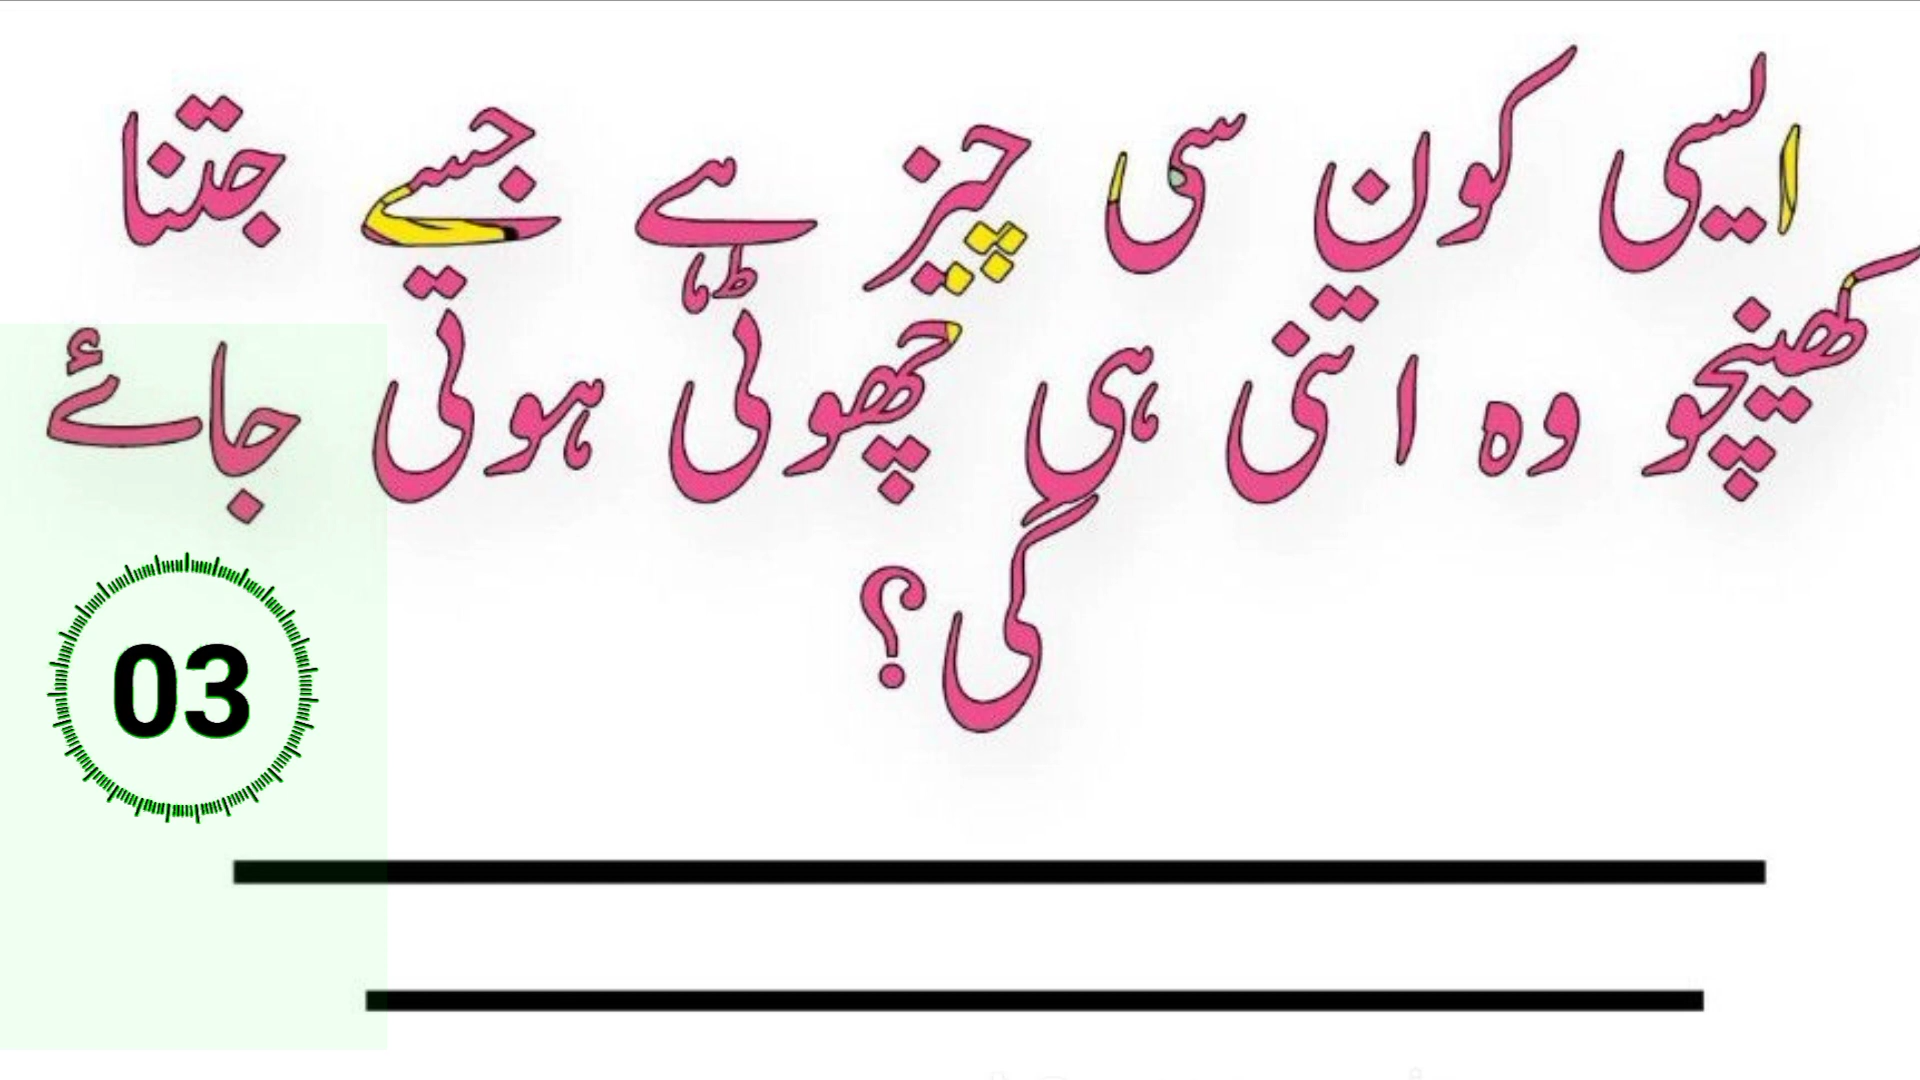 ایسی کون سی چیز ہے جسے جتنا
کھینچو وہ اتنی ہی چھوٹی ہوتی جائے
گی؟
03